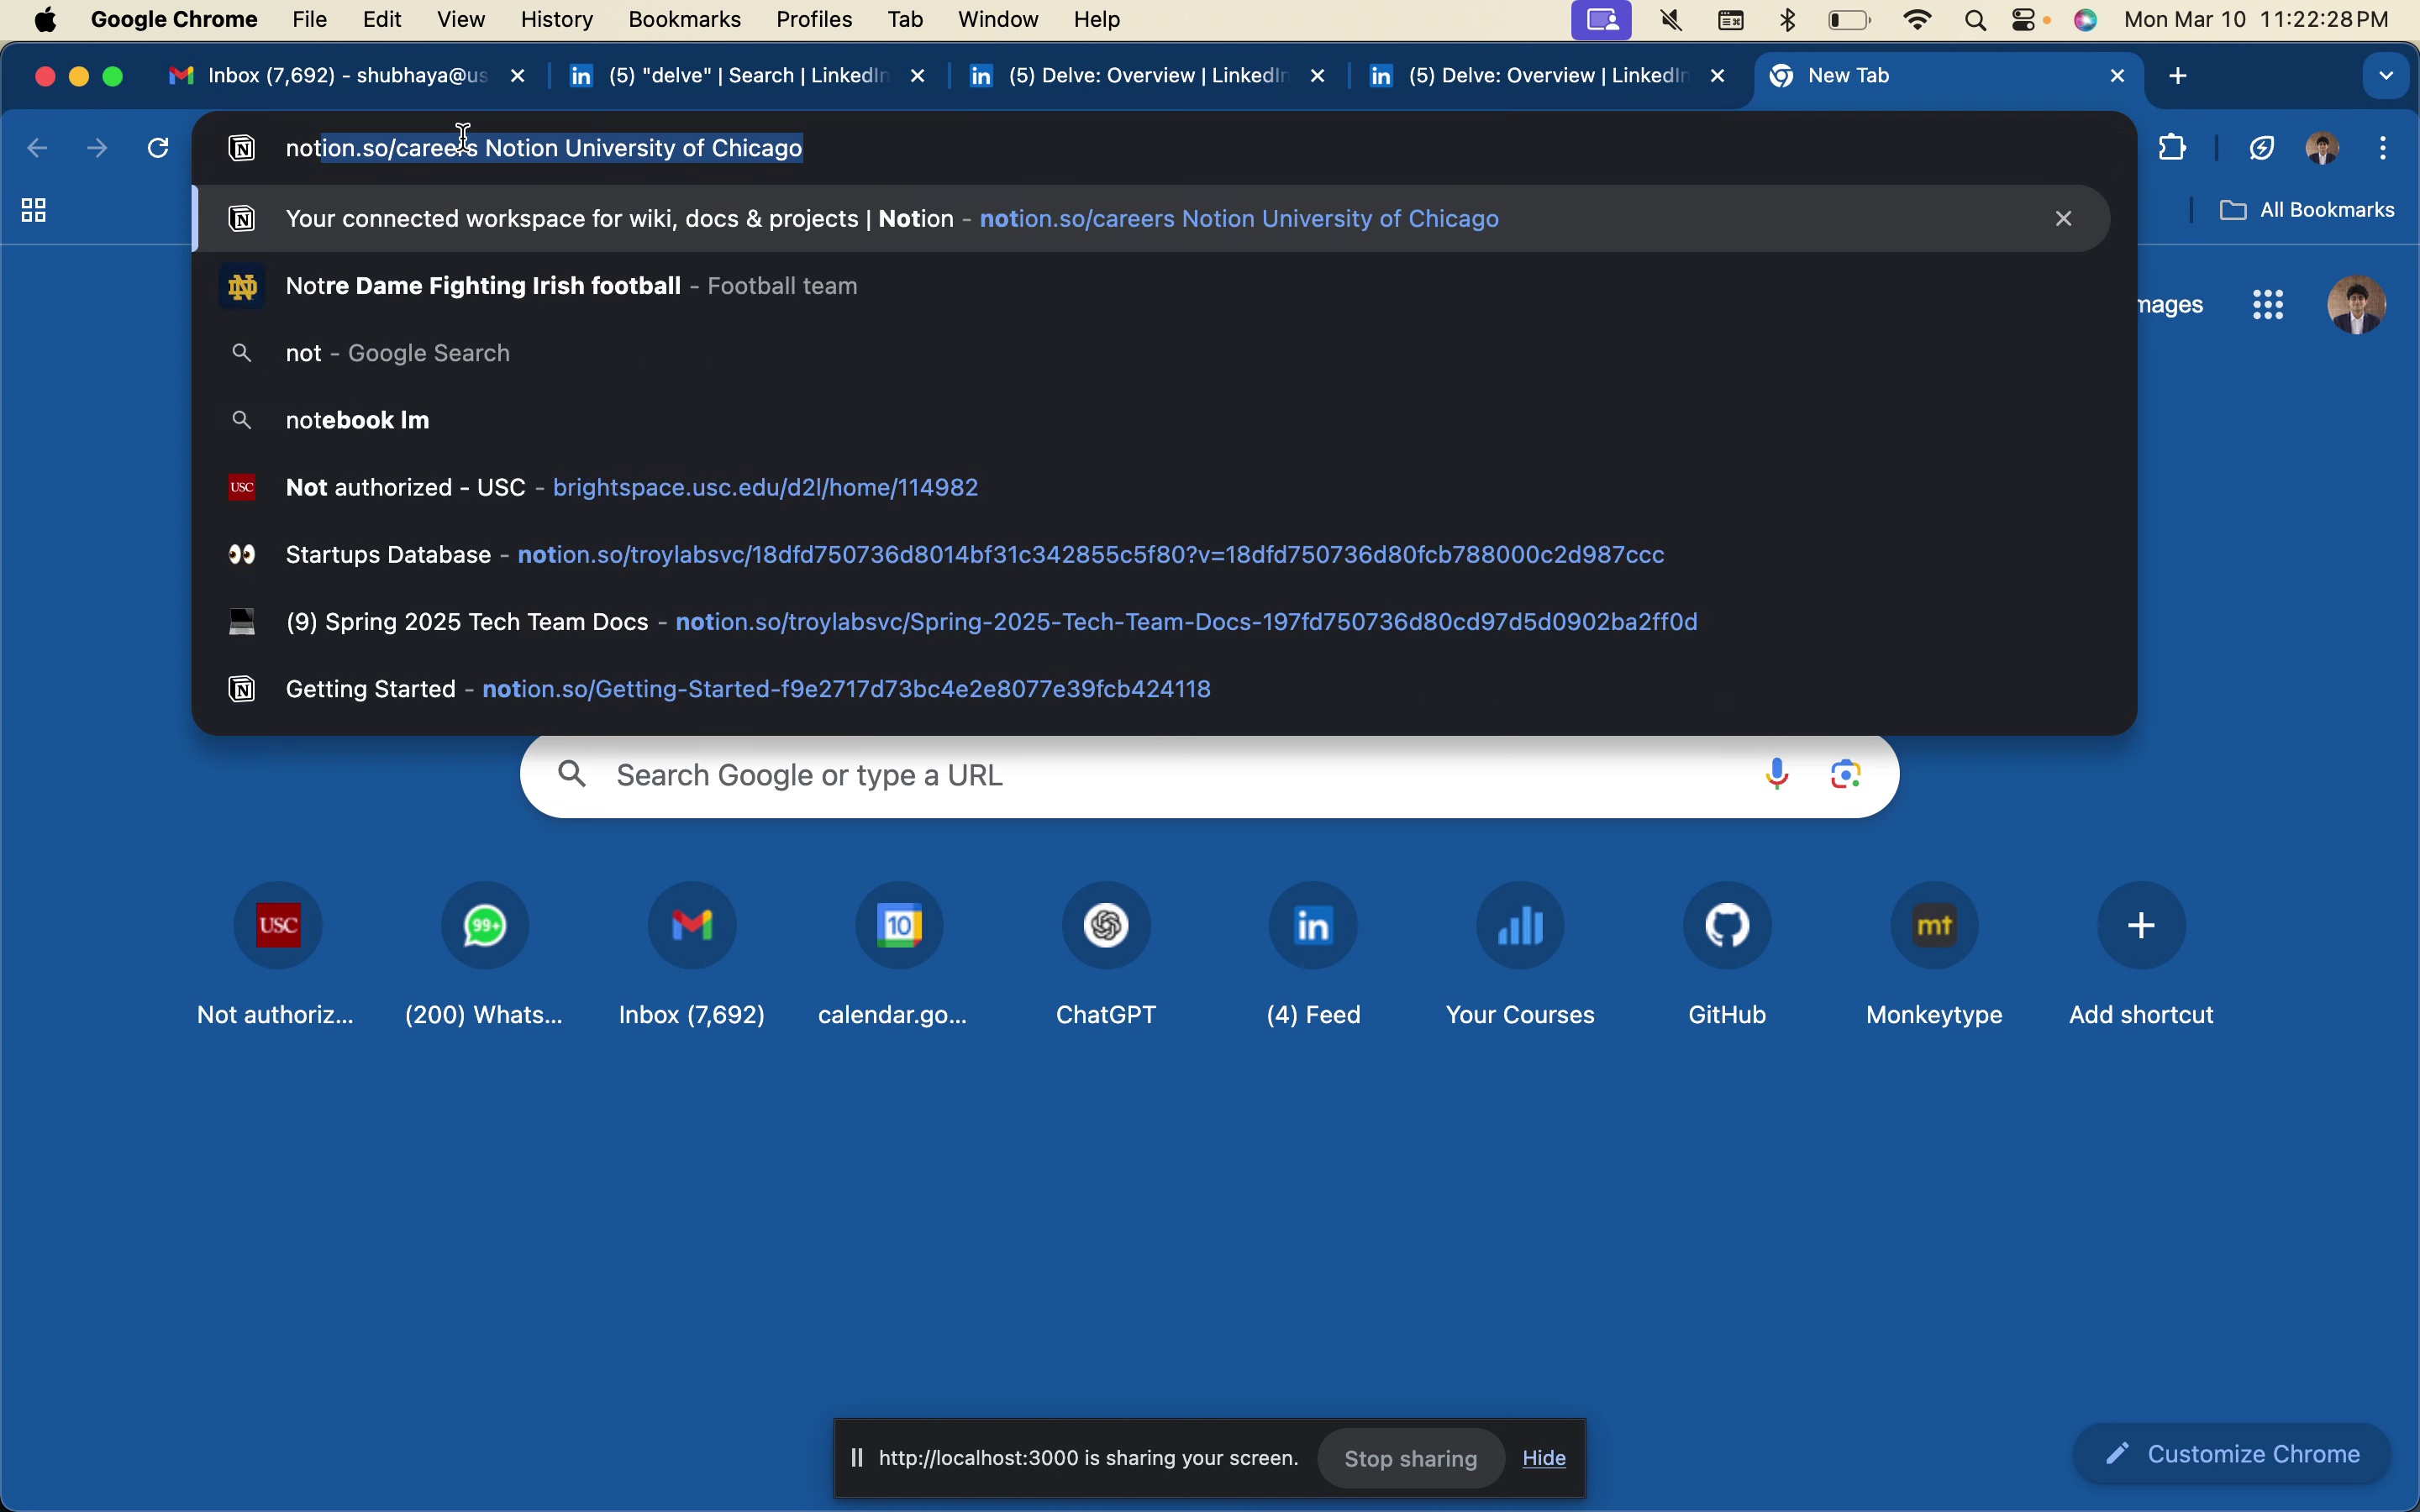 Google Chrome File Edit View History Bookmarks Profiles Tab Window Help Mon Mar 10 11:22:28 PM
Inbox (7,692) - shubhaya@us
(5) "delve" | Search | LinkedIn
(5) Delve: Overview | LinkedIn
(5) Delve: Overview | LinkedIn
New Tab
notion.so/careers Notion University of Chicago
All Bookmarks
Your connected workspace for wiki, docs & projects | Notion - notion.so/careers Notion University of Chicago
Notre Dame Fighting Irish football - Football team
mages
not - Google Search
notebook lm
USC Not authorized - USC - brightspace.usc.edu/d2l/home/114982
Startups Database - notion.so/troylabsvc/18dfd750736d8014bf31c342855c5f80?v=18dfd750736d80fcb788000c2d987ccc
(9) Spring 2025 Tech Team Docs - notion.so/troylabsvc/Spring-2025-Tech-Team-Docs-197fd750736d80cd97d5d0902ba2ff0d
Getting Started - notion.so/Getting-Started-f9e2717d73bc4e2e8077e39fcb424118
Search Google or type a URL
USC 99+ 10 in mt
Not authoriz... (200) Whats... Inbox (7,692) calendar.go... ChatGPT (4) Feed Your Courses GitHub Monkeytype Add shortcut
http://localhost:3000 is sharing your screen. Stop sharing Hide
Customize Chrome